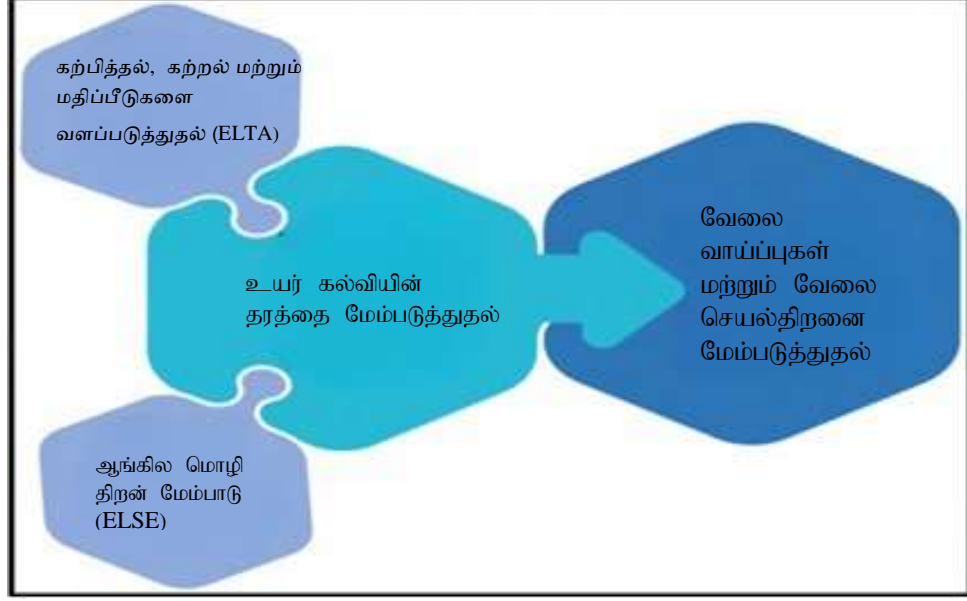 கற்பித்தல், கற்றல் மற்றும்
மதிப்பீடுகளை
வளப்படுத்துதல் (ELTA)
உயர் கல்வியின்
தரத்தை மேம்படுத்துதல்
வேலை
வாய்ப்புகள்
மற்றும் வேலை
செயல்திறனை
மேம்படுத்துதல்
ஆங்கில மொழி
திறன் மேம்பாடு
(ELSE)